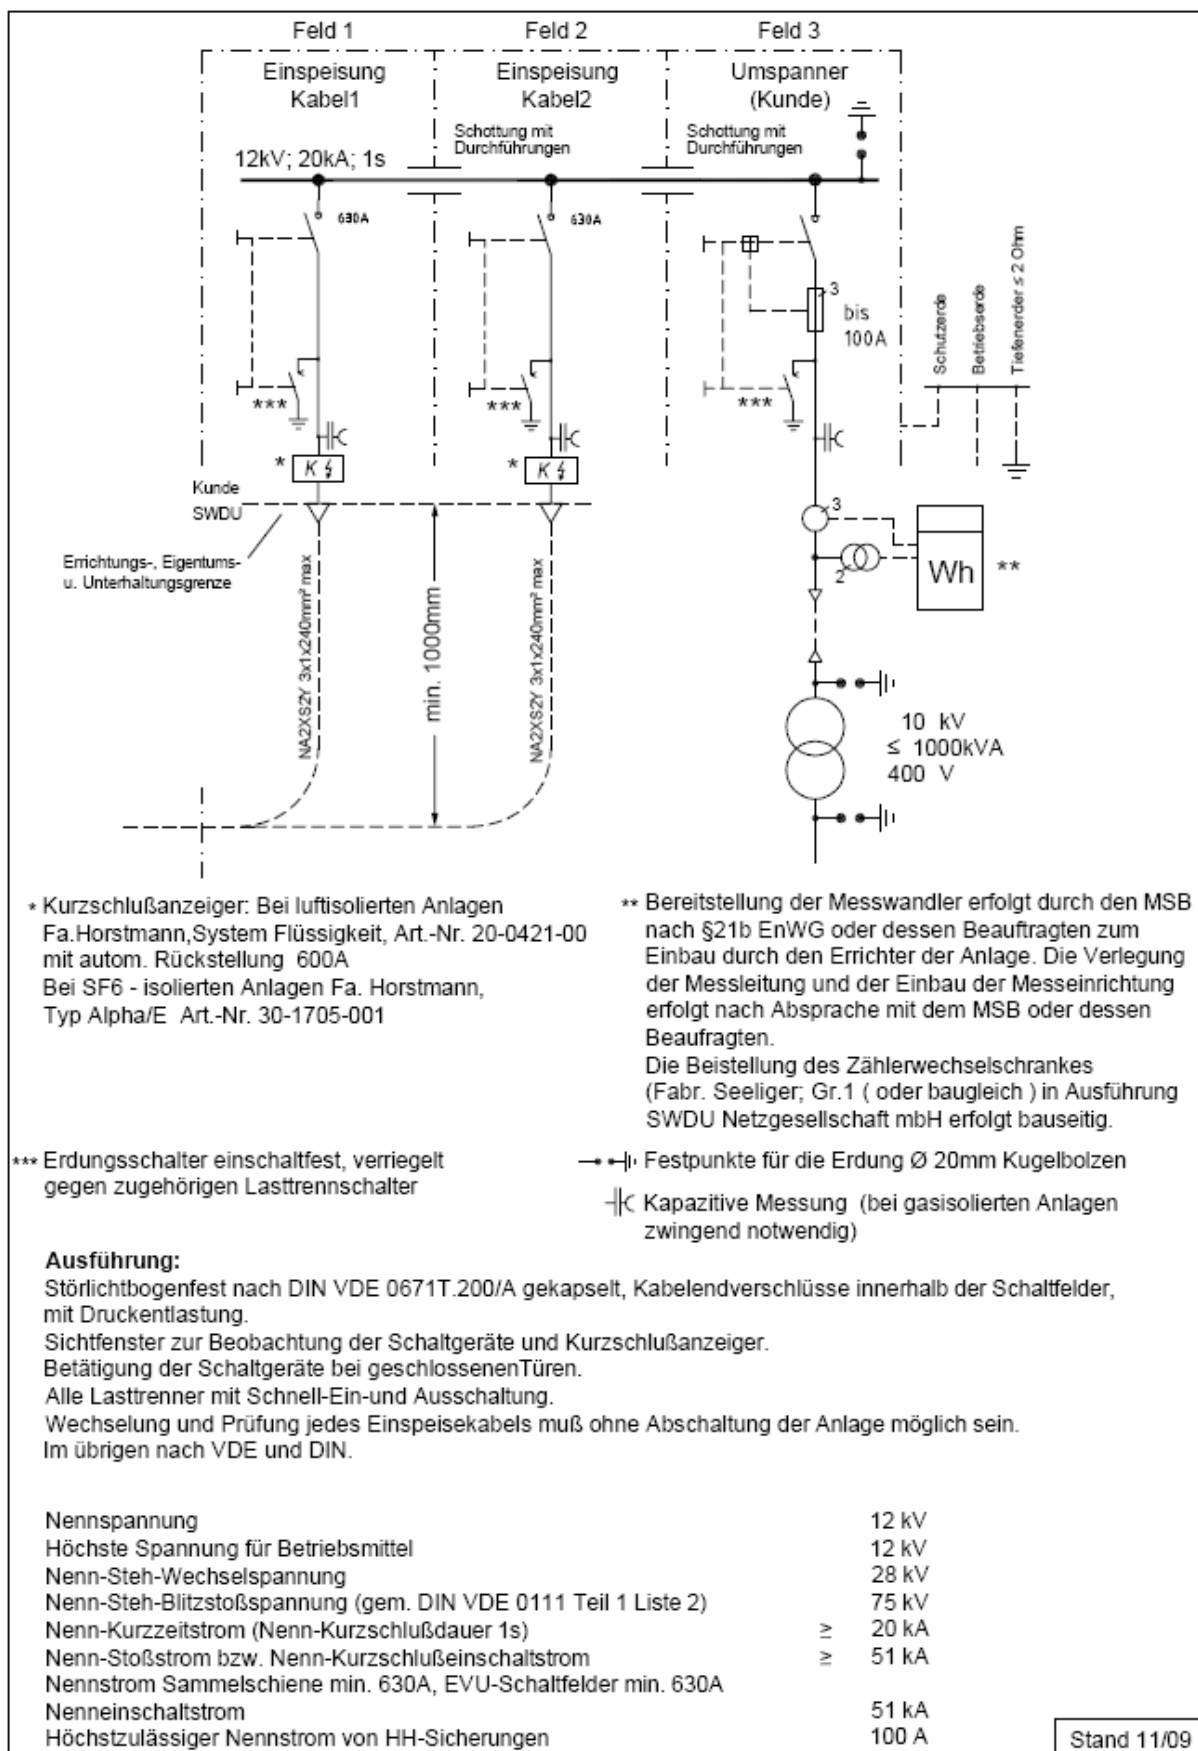 Feld 1
Feld 2
Feld 3
Einspeisung
Kabel1
Einspeisung
Kabel2
Umspanner
(Kunde)
Schottung mit
Durchführungen
Schottung mit
Durchführungen
12kV; 20kA; 1s
630A
630A
3
bis
100A
***
***
***
Schutzerde
Betriebserde
Tiefenerder ≤ 2 Ohm
* K
* K
Kunde
SWDU
Errichtungs-, Eigentums-
u. Unterhaltungsgrenze
NA2XS2Y 3x1x240mm² max
min. 1000mm
NA2XS2Y 3x1x240mm² max
3
2
Wh **
10 kV
≤ 1000kVA
400 V
* Kurzschlußanzeiger: Bei luftisolierten Anlagen
Fa.Horstmann,System Flüssigkeit, Art.-Nr. 20-0421-00
mit autom. Rückstellung 600A
Bei SF6 - isolierten Anlagen Fa. Horstmann,
Typ Alpha/E Art.-Nr. 30-1705-001
** Bereitstellung der Messwandler erfolgt durch den MSB
nach §21b EnWG oder dessen Beauftragten zum
Einbau durch den Errichter der Anlage. Die Verlegung
der Messleitung und der Einbau der Messeinrichtung
erfolgt nach Absprache mit dem MSB oder dessen
Beaufragten.
Die Beistellung des Zählerwechselschrankes
(Fabr. Seeliger; Gr.1 ( oder baugleich ) in Ausführung
SWDU Netzgesellschaft mbH erfolgt bauseitig.
*** Erdungsschalter einschaltfest, verriegelt
gegen zugehörigen Lasttrennschalter
Festpunkte für die Erdung Ø 20mm Kugelbolzen
Kapazitive Messung (bei gasisolierten Anlagen
zwingend notwendig)
Ausführung:
Störlichtbogenfest nach DIN VDE 0671T.200/A gekapselt, Kabelendverschlüsse innerhalb der Schaltfelder,
mit Druckentlastung.
Sichtfenster zur Beobachtung der Schaltgeräte und Kurzschlußanzeiger.
Betätigung der Schaltgeräte bei geschlossenenTüren.
Alle Lasttrenner mit Schnell-Ein-und Ausschaltung.
Wechselung und Prüfung jedes Einspeisekabels muß ohne Abschaltung der Anlage möglich sein.
Im übrigen nach VDE und DIN.
Nennspannung 12 kV
Höchste Spannung für Betriebsmittel 12 kV
Nenn-Steh-Wechselspannung 28 kV
Nenn-Steh-Blitzstoßspannung (gem. DIN VDE 0111 Teil 1 Liste 2) 75 kV
Nenn-Kurzzeitstrom (Nenn-Kurzschlußdauer 1s) ≥ 20 kA
Nenn-Stoßstrom bzw. Nenn-Kurzschlußeinschaltstrom ≥ 51 kA
Nennstrom Sammelschiene min. 630A, EVU-Schaltfelder min. 630A
Nenneinschaltstrom 51 kA
Höchstzulässiger Nennstrom von HH-Sicherungen 100 A
Stand 11/09